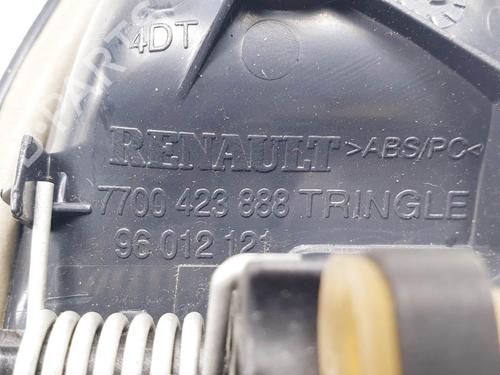 4DT
RENAULT >ABS/PC<
7700 423 888 TRINGLE
96 012 121